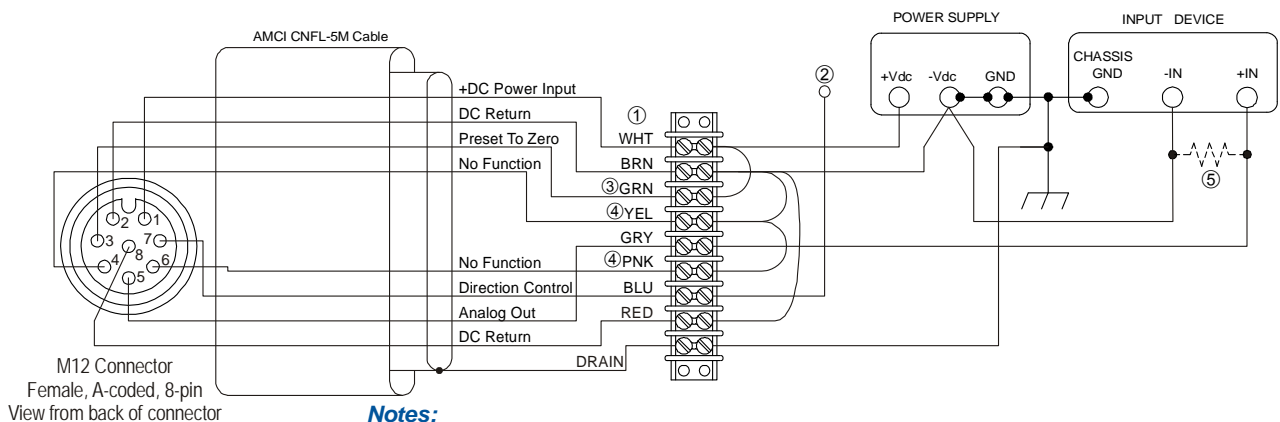 POWER SUPPLY
INPUT DEVICE
AMCI CNFL-5M Cable
CHASSIS
GND
-IN
+IN
+Vdc
-Vdc
GND
②
+DC Power Input
DC Return
Preset To Zero
No Function
①
WHT
BRN
③GRN
④YEL
GRY
④PNK
BLU
RED
DRAIN
⑤
2
1
3
7
8
4
6
5
No Function
Direction Control
Analog Out
DC Return
M12 Connector
Female, A-coded, 8-pin
View from back of connector
Notes: